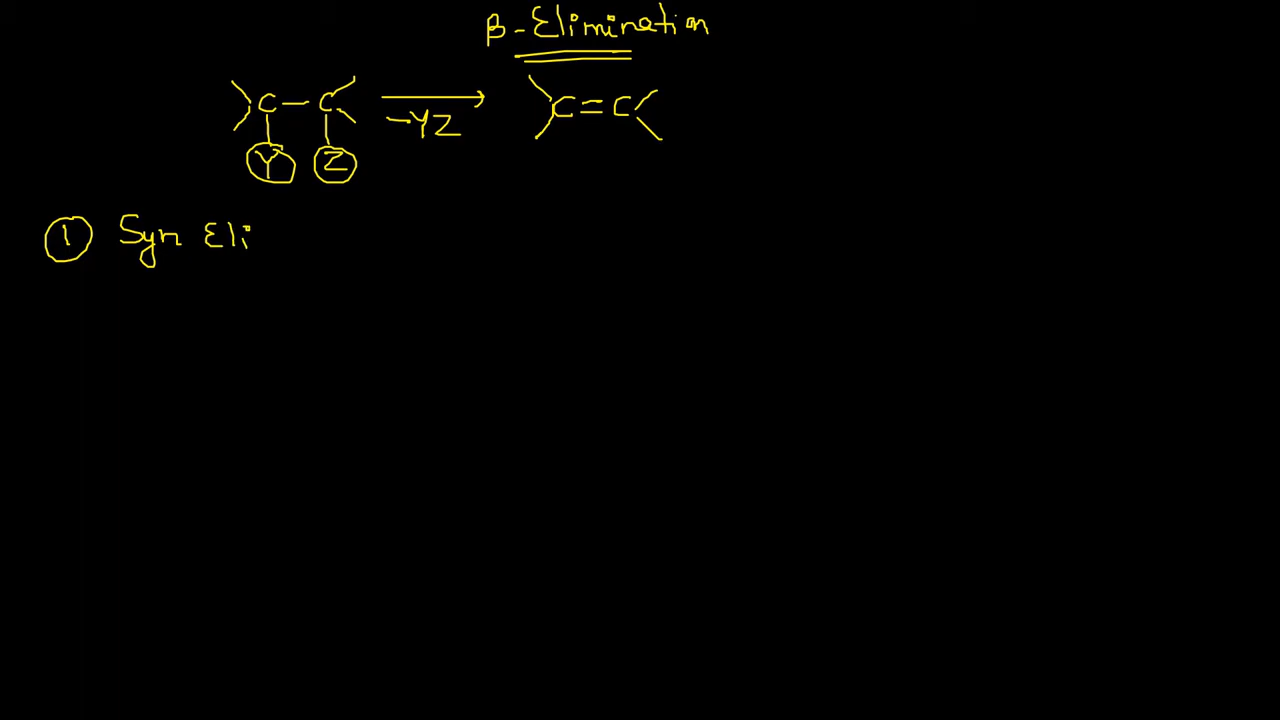 β-Elimination
C-C -YZ C=C
Y Z
① Syn Eli